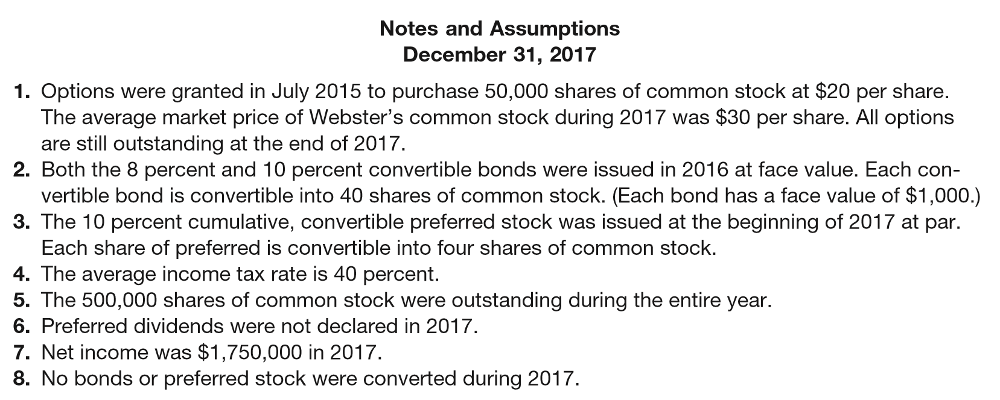 Notes and Assumptions
December 31, 2017
1. Options were granted in July 2015 to purchase 50,000 shares of common stock at $20 per share.
The average market price of Webster’s common stock during 2017 was $30 per share. All options
are still outstanding at the end of 2017.
2. Both the 8 percent and 10 percent convertible bonds were issued in 2016 at face value. Each con-
vertible bond is convertible into 40 shares of common stock. (Each bond has a face value of $1,000.)
3. The 10 percent cumulative, convertible preferred stock was issued at the beginning of 2017 at par.
Each share of preferred is convertible into four shares of common stock.
4. The average income tax rate is 40 percent.
5. The 500,000 shares of common stock were outstanding during the entire year.
6. Preferred dividends were not declared in 2017.
7. Net income was $1,750,000 in 2017.
8. No bonds or preferred stock were converted during 2017.